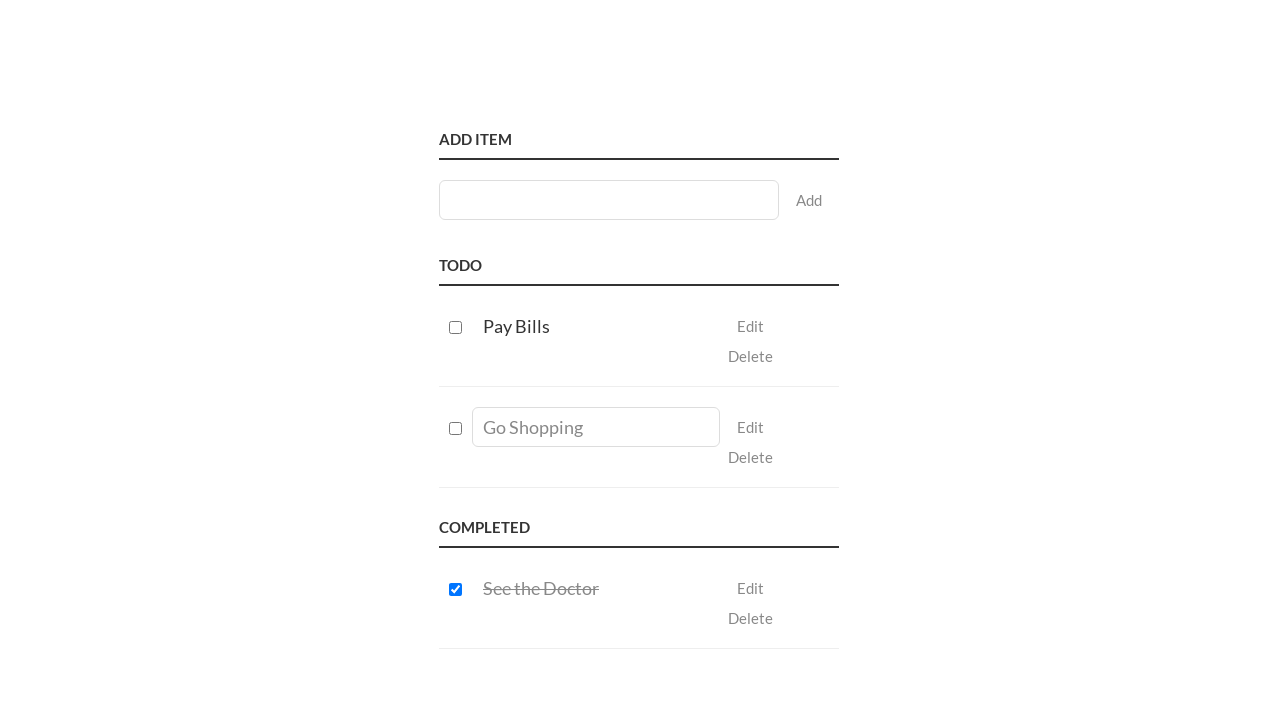 ADD ITEM
Add
TODO
Pay Bills
Edit
Delete
Go Shopping
Edit
Delete
COMPLETED
See the Doctor
Edit
Delete